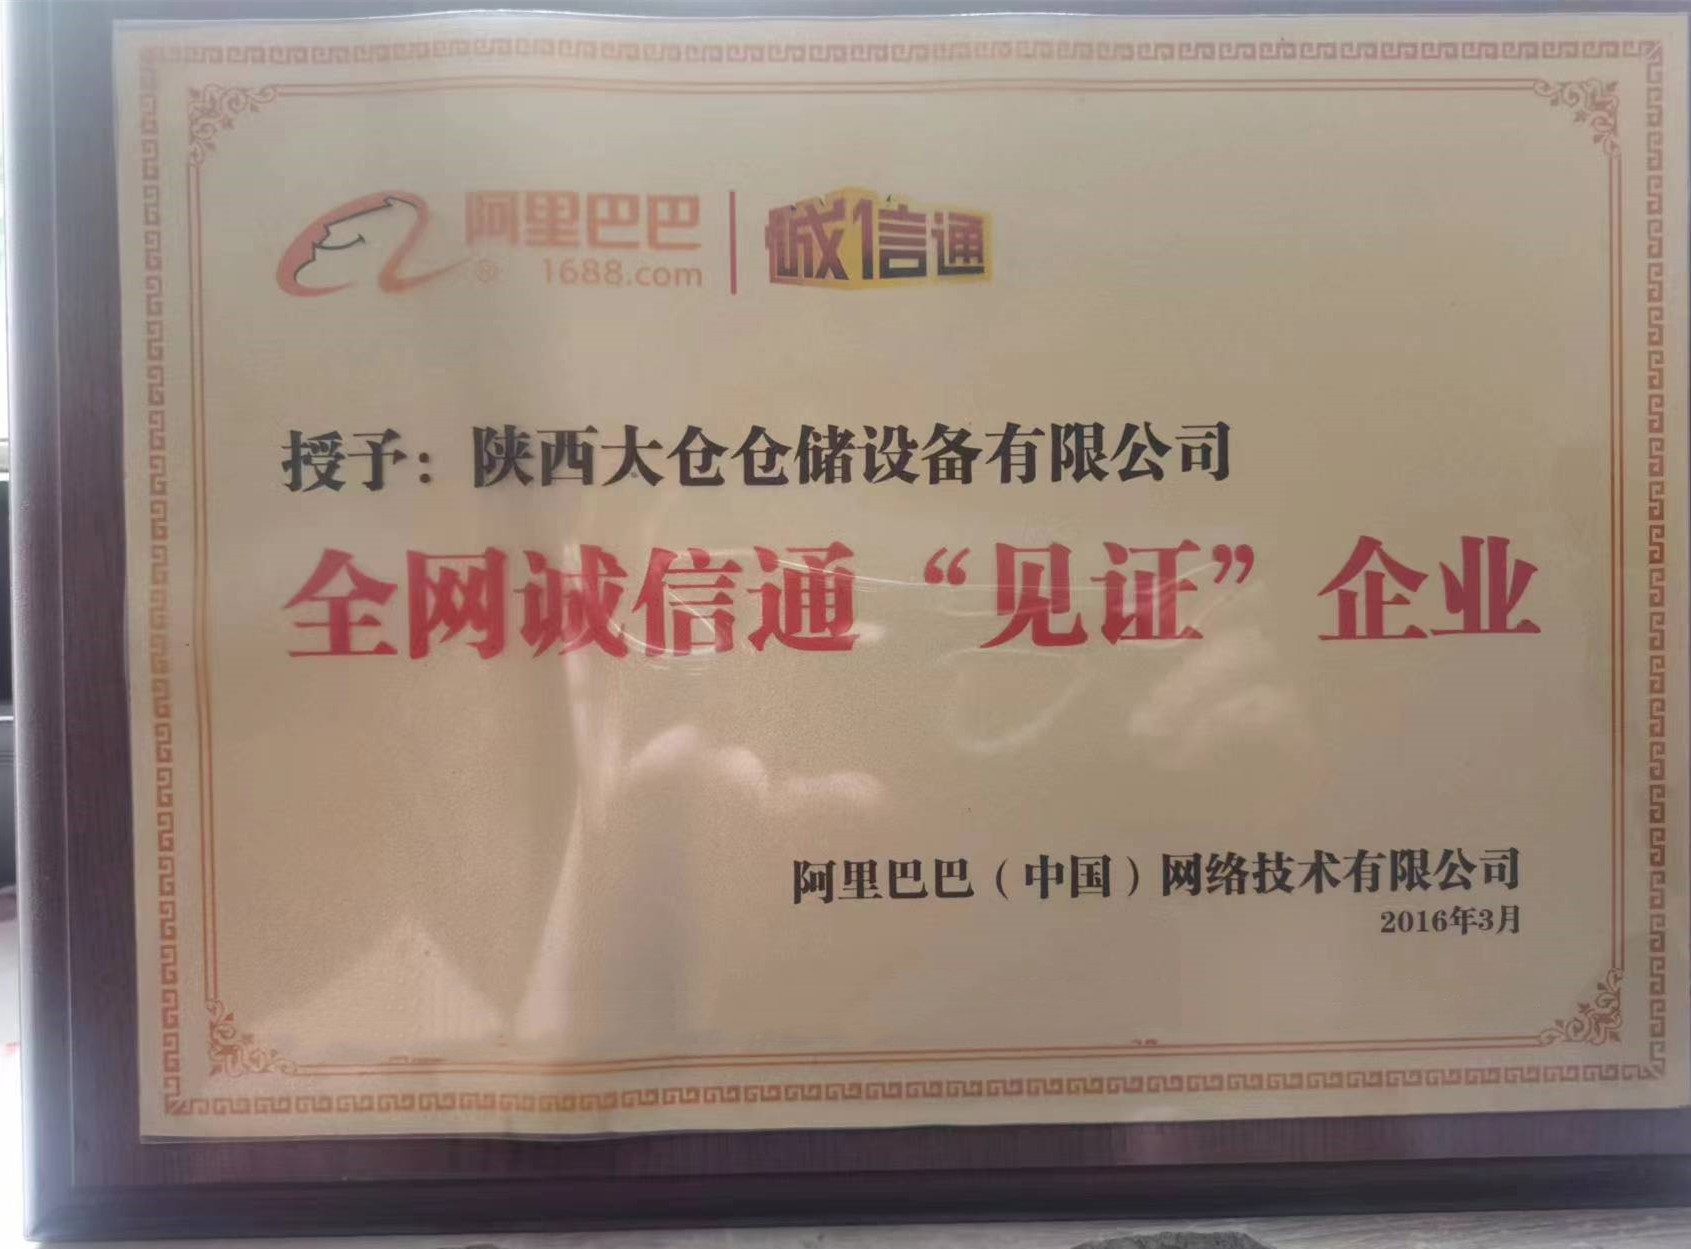 阿里巴巴
® 1688.com
诚信通
授予：陕西大仓仓储设备有限公司
全网诚信通“见证”企业
阿里巴巴（中国）网络技术有限公司
2016年3月